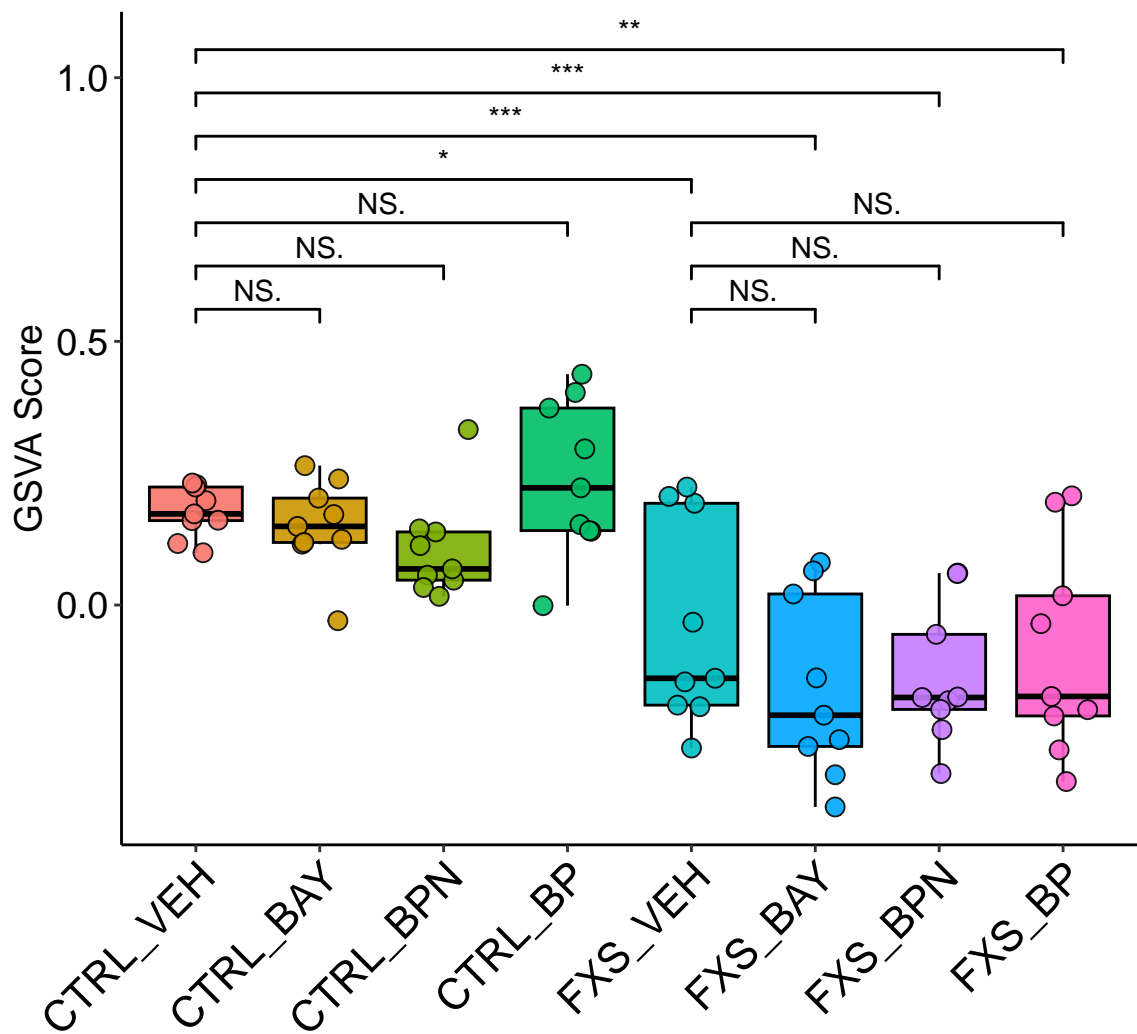 **
***
***
*
NS.
NS.
NS.
NS.
NS.
NS.
GSVA Score
1.0
0.5
0.0
CTRL_VEH
CTRL_BAY
CTRL_BPN
CTRL_BP
FXS_VEH
FXS_BAY
FXS_BPN
FXS_BP